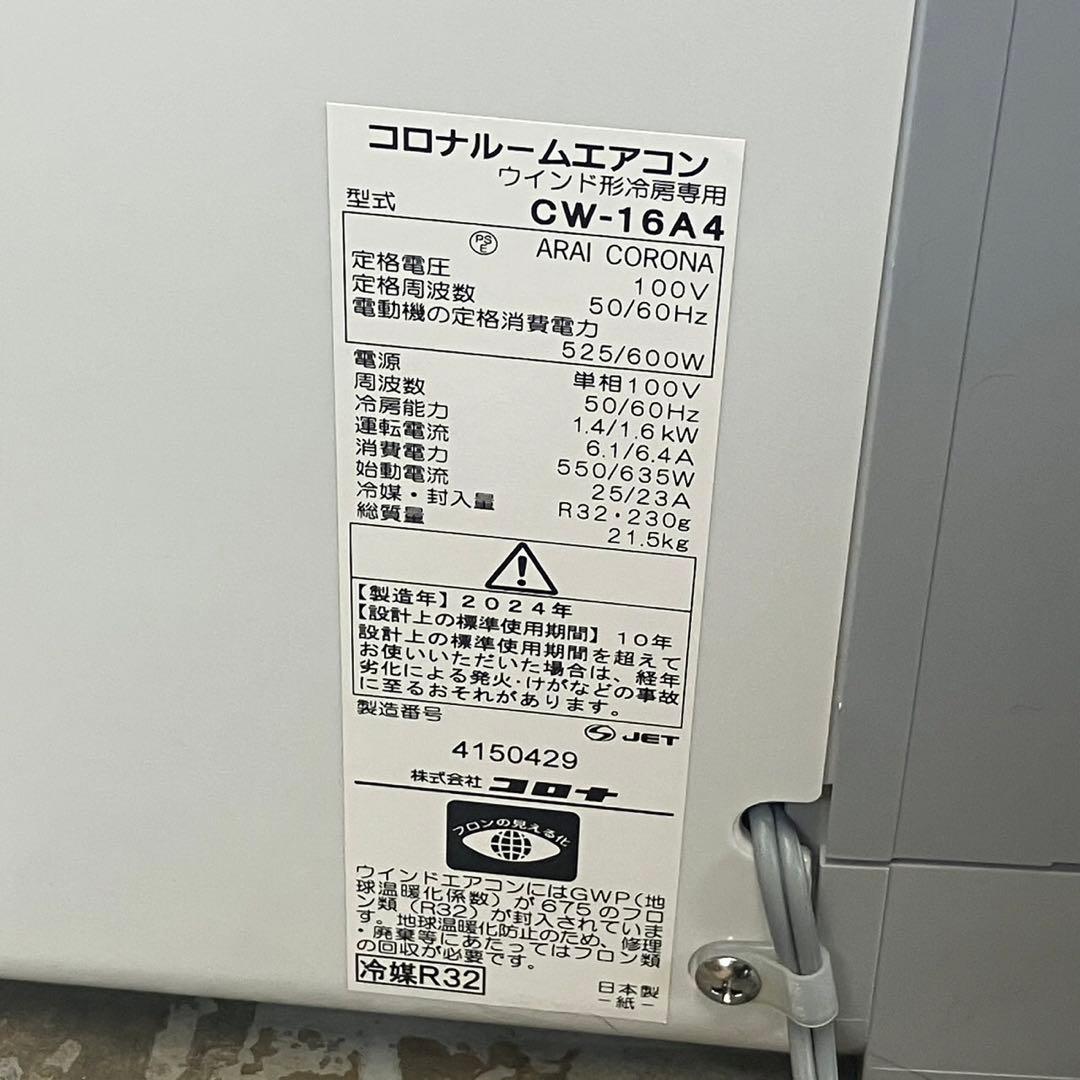 コロナルームエアコン
ウインド形冷房専用
型式 CW-16A4
PSE ARAI CORONA
定格電圧 100V
定格周波数 50/60Hz
電動機の定格消費電力
525/600W
電源 単相100V
周波数 50/60Hz
冷房能力 1.4/1.6kW
運転電流 6.1/6.4A
消費電力 550/635W
始動電流 25/23A
冷媒・封入量 R32・230g
総質量 21.5kg
【製造年】2024年
【設計上の標準使用期間】10年
設計上の標準使用期間を超えて
お使いいただいた場合は、経年
劣化による発火・けがなどの事故
に至るおそれがあります。
製造番号
JET
4150429
株式会社 コロナ
フロンの見える化
ウインドエアコンにはGWP(地
球温暖化係数)が675のフロ
ン類(R32)が封入されていま
す。地球温暖化防止のため、修理
・廃棄等にあたってはフロン類
の回収が必要です。
冷媒R32
日本製
-紙-